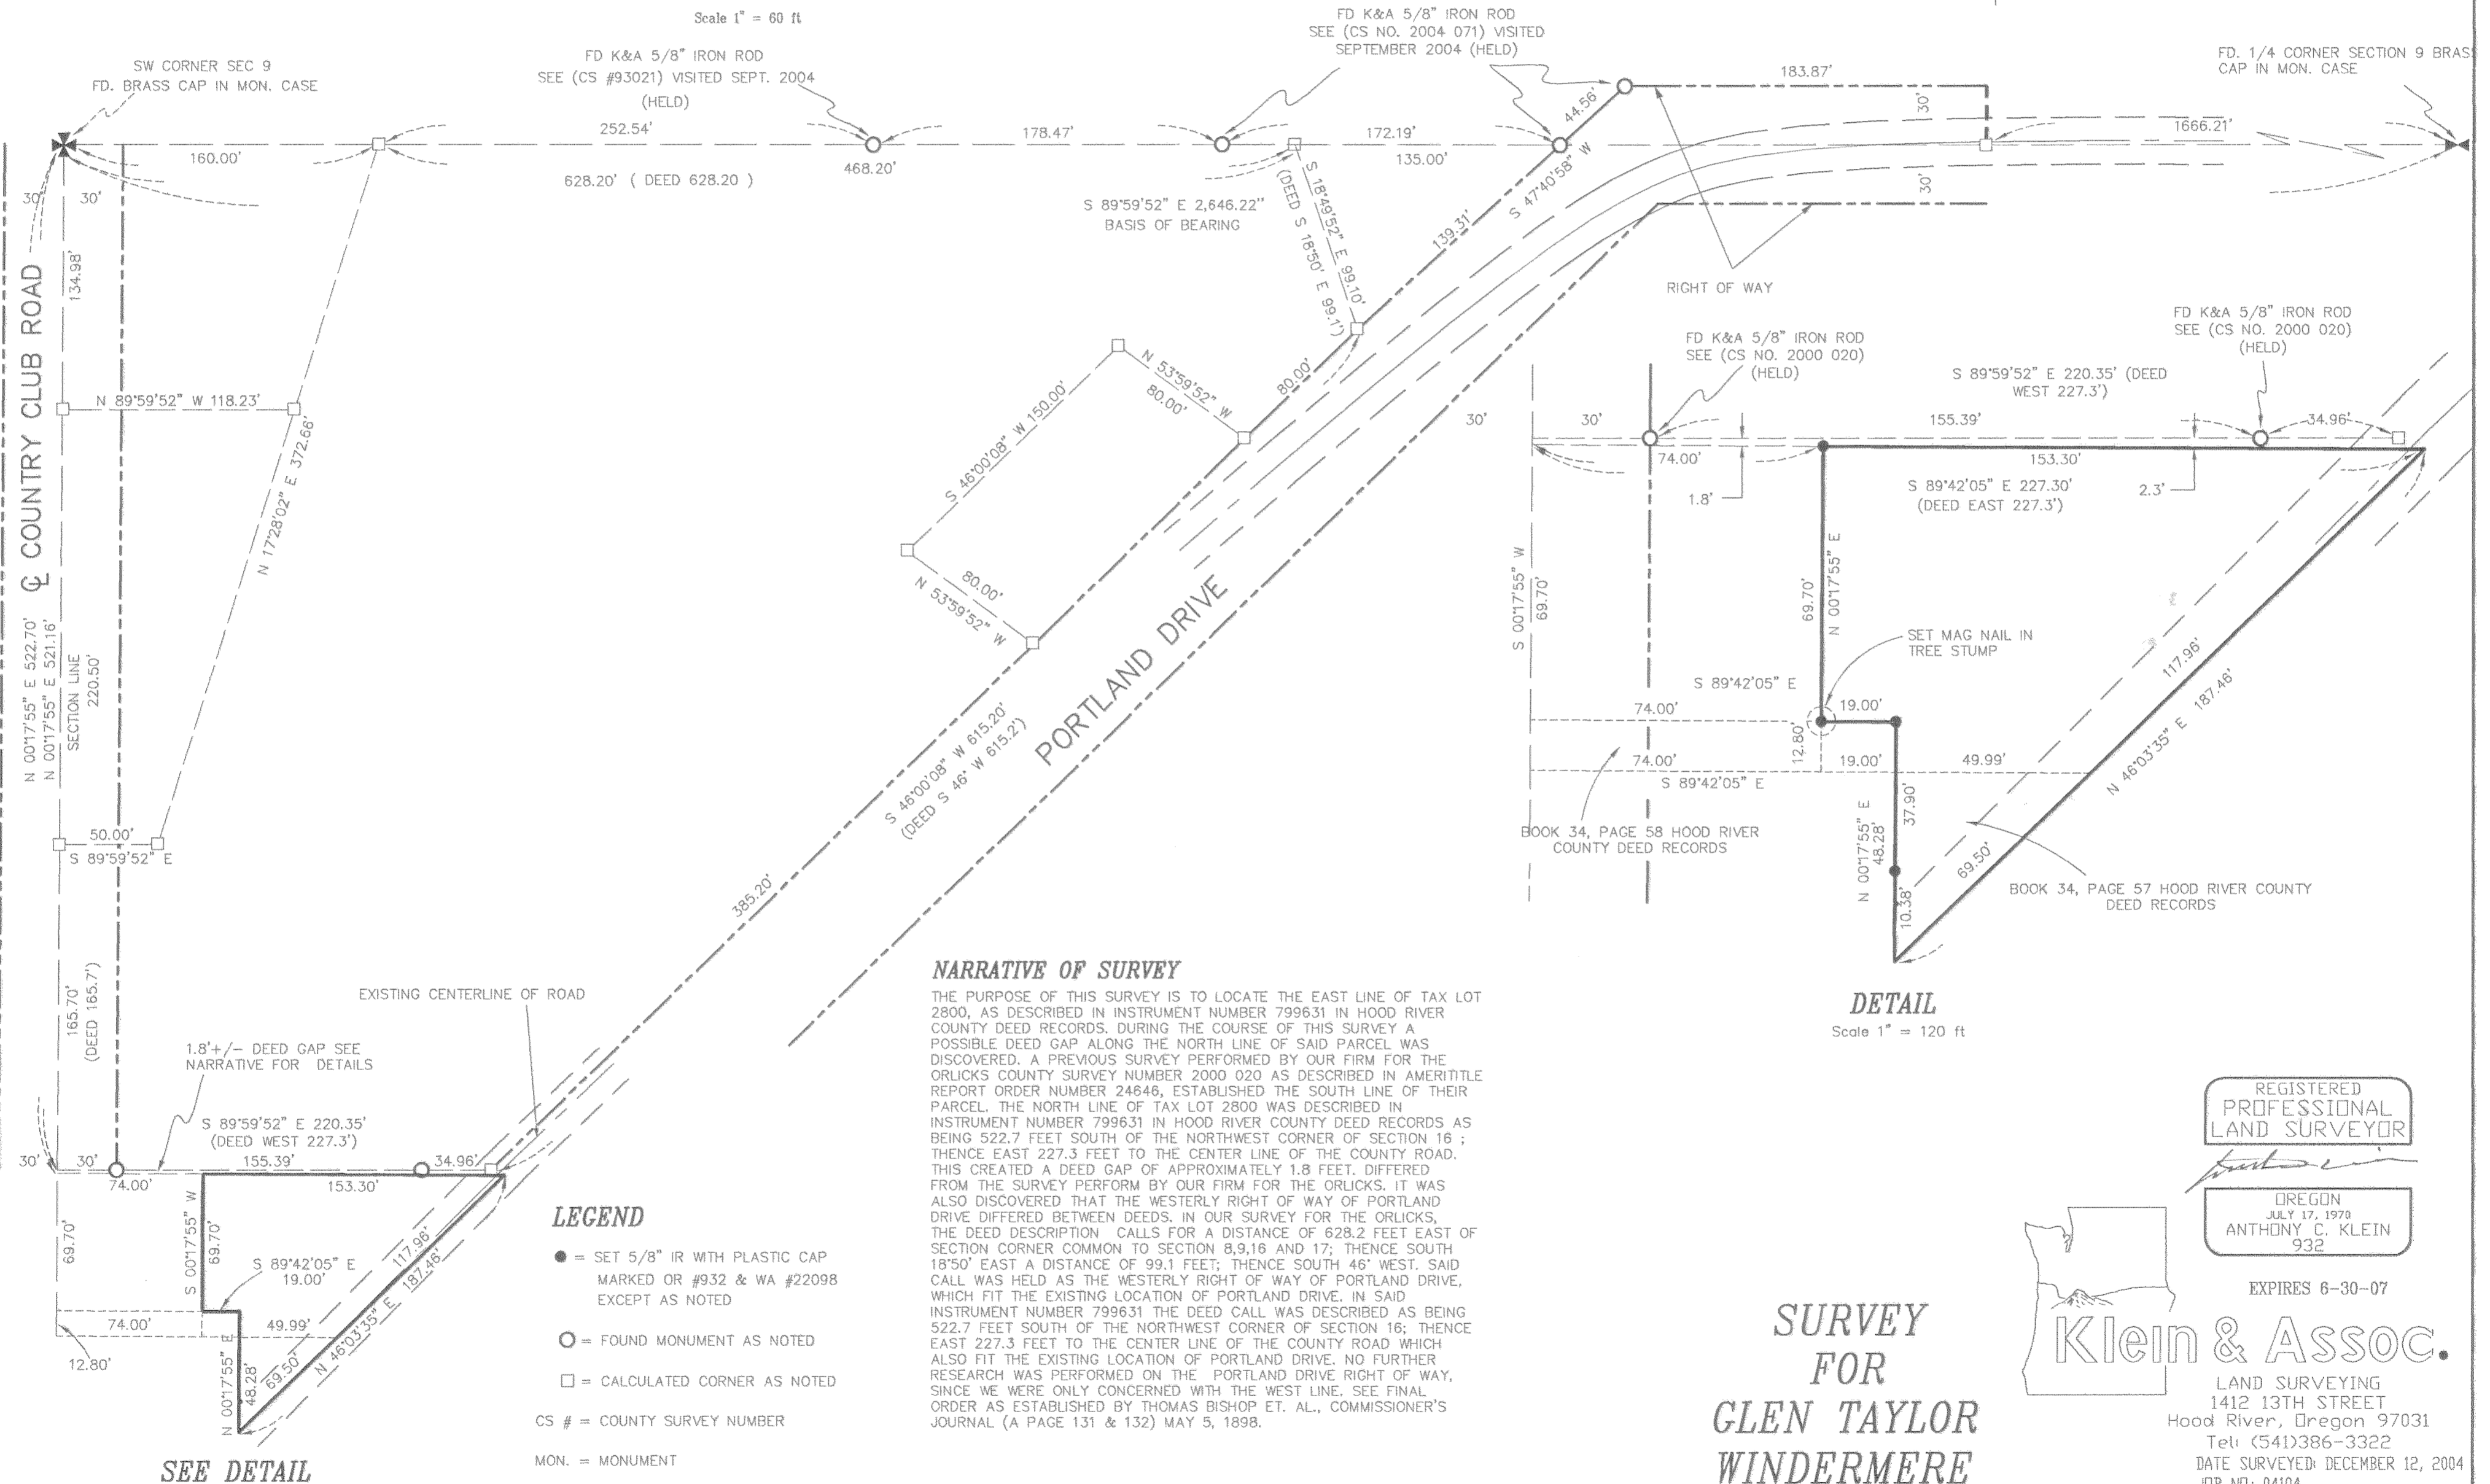 Scale 1" = 60 ft
SW CORNER SEC 9
FD. BRASS CAP IN MON. CASE
FD K&A 5/8" IRON ROD
SEE (CS #93021) VISITED SEPT. 2004
(HELD)
FD K&A 5/8" IRON ROD
SEE (CS NO. 2004 071) VISITED
SEPTEMBER 2004 (HELD)
FD. 1/4 CORNER SECTION 9 BRAS
CAP IN MON. CASE
160.00'
252.54'
468.20'
628.20' ( DEED 628.20 )
178.47'
172.19'
135.00'
44.56'
183.87'
30'
30'
1666.21'
30'
30'
S 89°59'52" E 2,646.22"
BASIS OF BEARING
S 18°49'52" E 99.10'
(DEED S 18°50' E 99.1')
S 47°40'58" W
139.31'
80.00'
RIGHT OF WAY
134.98'
℄ COUNTRY CLUB ROAD
N 89°59'52" W 118.23'
N 17°28'02" E 372.66'
N 00°17'55" E 522.70'
N 00°17'55" E 521.16'
SECTION LINE
220.50'
50.00'
S 89°59'52" E
N 53°59'52" W
80.00'
S 46°00'08" W 150.00'
80.00'
N 53°59'52" W
S 46°00'08" W 615.20'
(DEED S 46° W 615.2')
PORTLAND DRIVE
385.20'
165.70'
(DEED 165.7')
EXISTING CENTERLINE OF ROAD
1.8'+/- DEED GAP SEE
NARRATIVE FOR DETAILS
S 89°59'52" E 220.35'
(DEED WEST 227.3')
30'
30'
155.39'
34.96'
74.00'
153.30'
69.70'
S 00°17'55" W
69.70'
S 89°42'05" E
19.00'
117.96'
187.46'
74.00'
49.99'
12.80'
N 00°17'55" E
48.28'
69.50'
N 46°03'35" E
SEE DETAIL
LEGEND
● = SET 5/8" IR WITH PLASTIC CAP
MARKED OR #932 & WA #22098
EXCEPT AS NOTED
○ = FOUND MONUMENT AS NOTED
□ = CALCULATED CORNER AS NOTED
CS # = COUNTY SURVEY NUMBER
MON. = MONUMENT
NARRATIVE OF SURVEY
THE PURPOSE OF THIS SURVEY IS TO LOCATE THE EAST LINE OF TAX LOT
2800, AS DESCRIBED IN INSTRUMENT NUMBER 799631 IN HOOD RIVER
COUNTY DEED RECORDS. DURING THE COURSE OF THIS SURVEY A
POSSIBLE DEED GAP ALONG THE NORTH LINE OF SAID PARCEL WAS
DISCOVERED. A PREVIOUS SURVEY PERFORMED BY OUR FIRM FOR THE
ORLICKS COUNTY SURVEY NUMBER 2000 020 AS DESCRIBED IN AMERITITLE
REPORT ORDER NUMBER 24646, ESTABLISHED THE SOUTH LINE OF THEIR
PARCEL. THE NORTH LINE OF TAX LOT 2800 WAS DESCRIBED IN
INSTRUMENT NUMBER 799631 IN HOOD RIVER COUNTY DEED RECORDS AS
BEING 522.7 FEET SOUTH OF THE NORTHWEST CORNER OF SECTION 16 ;
THENCE EAST 227.3 FEET TO THE CENTER LINE OF THE COUNTY ROAD.
THIS CREATED A DEED GAP OF APPROXIMATELY 1.8 FEET. DIFFERED
FROM THE SURVEY PERFORM BY OUR FIRM FOR THE ORLICKS. IT WAS
ALSO DISCOVERED THAT THE WESTERLY RIGHT OF WAY OF PORTLAND
DRIVE DIFFERED BETWEEN DEEDS. IN OUR SURVEY FOR THE ORLICKS,
THE DEED DESCRIPTION CALLS FOR A DISTANCE OF 628.2 FEET EAST OF
SECTION CORNER COMMON TO SECTION 8,9,16 AND 17; THENCE SOUTH
18°50' EAST A DISTANCE OF 99.1 FEET; THENCE SOUTH 46° WEST. SAID
CALL WAS HELD AS THE WESTERLY RIGHT OF WAY OF PORTLAND DRIVE,
WHICH FIT THE EXISTING LOCATION OF PORTLAND DRIVE. IN SAID
INSTRUMENT NUMBER 799631 THE DEED CALL WAS DESCRIBED AS BEING
522.7 FEET SOUTH OF THE NORTHWEST CORNER OF SECTION 16; THENCE
EAST 227.3 FEET TO THE CENTER LINE OF THE COUNTY ROAD WHICH
ALSO FIT THE EXISTING LOCATION OF PORTLAND DRIVE. NO FURTHER
RESEARCH WAS PERFORMED ON THE PORTLAND DRIVE RIGHT OF WAY,
SINCE WE WERE ONLY CONCERNED WITH THE WEST LINE. SEE FINAL
ORDER AS ESTABLISHED BY THOMAS BISHOP ET. AL., COMMISSIONER'S
JOURNAL (A PAGE 131 & 132) MAY 5, 1898.
FD K&A 5/8" IRON ROD
SEE (CS NO. 2000 020)
(HELD)
FD K&A 5/8" IRON ROD
SEE (CS NO. 2000 020)
(HELD)
S 89°59'52" E 220.35' (DEED
WEST 227.3')
30'
30'
155.39'
34.96'
74.00'
153.30'
1.8'
S 89°42'05" E 227.30'
(DEED EAST 227.3')
2.3'
S 00°17'55" W
69.70'
69.70'
N 00°17'55" E
SET MAG NAIL IN
TREE STUMP
S 89°42'05" E
74.00'
19.00'
12.80'
74.00'
19.00'
49.99'
S 89°42'05" E
117.96'
N 46°03'35" E 187.46'
BOOK 34, PAGE 58 HOOD RIVER
COUNTY DEED RECORDS
N 00°17'55" E
48.28'
37.90'
10.38'
69.50'
BOOK 34, PAGE 57 HOOD RIVER COUNTY
DEED RECORDS
DETAIL
Scale 1" = 120 ft
SURVEY
FOR
GLEN TAYLOR
WINDERMERE
REGISTERED
PROFESSIONAL
LAND SURVEYOR
OREGON
JULY 17, 1970
ANTHONY C. KLEIN
932
EXPIRES 6-30-07
Klein & Assoc.
LAND SURVEYING
1412 13TH STREET
Hood River, Oregon 97031
Tel: (541)386-3322
DATE SURVEYED: DECEMBER 12, 2004
JOB NO: 04104